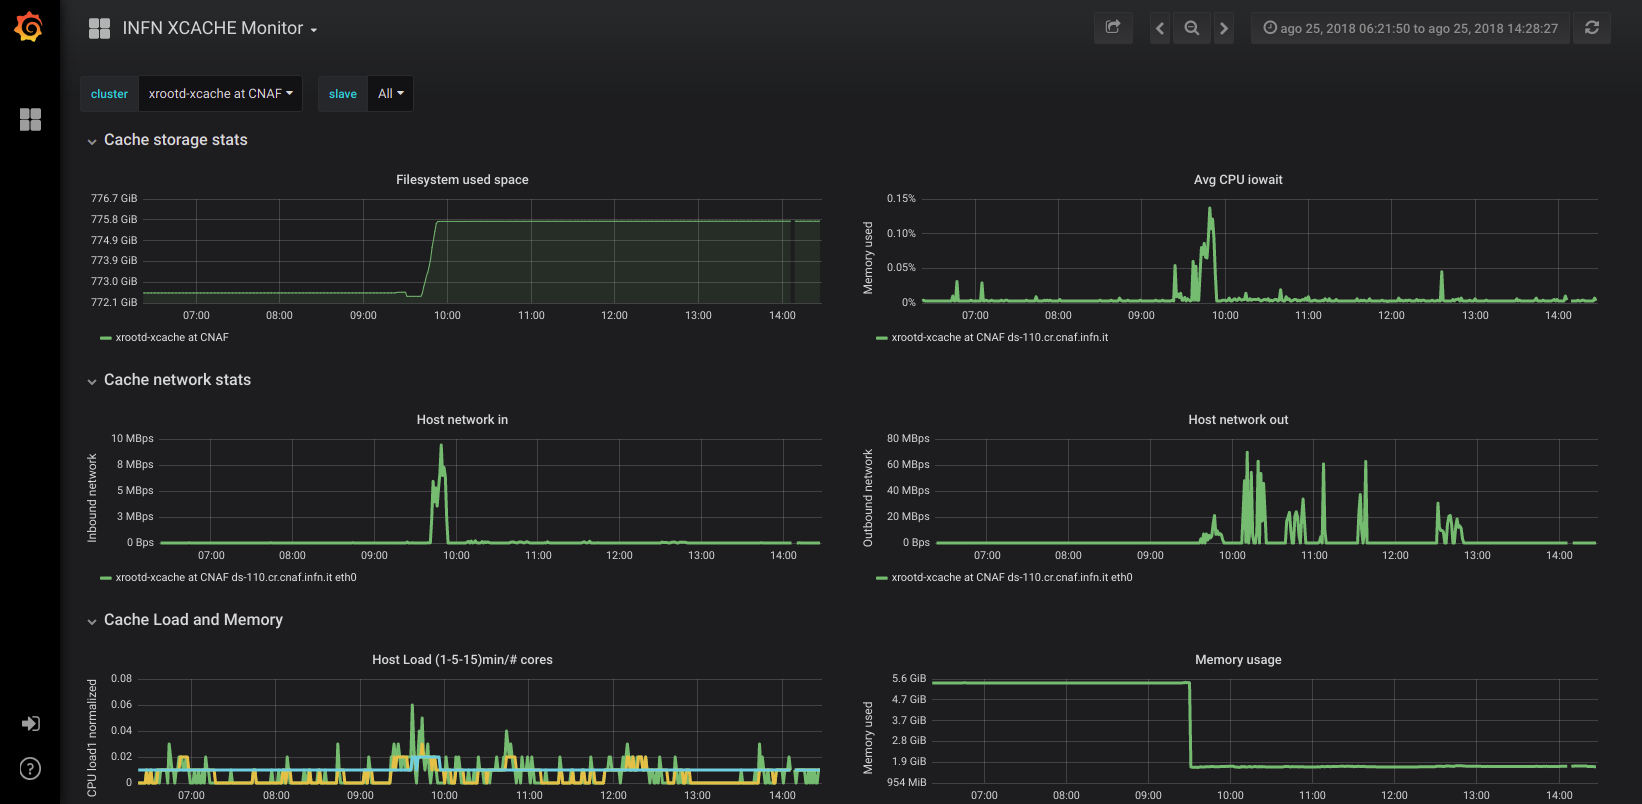 INFN XCACHE Monitor
ago 25, 2018 06:21:50 to ago 25, 2018 14:28:27
cluster xrootd-xcache at CNAF slave All
Cache storage stats
Filesystem used space
776.7 GiB
775.8 GiB
774.9 GiB
773.9 GiB
773.0 GiB
772.1 GiB
07:00 08:00 09:00 10:00 11:00 12:00 13:00 14:00
xrootd-xcache at CNAF
Avg CPU iowait
Memory used
0.15%
0.10%
0.05%
0%
07:00 08:00 09:00 10:00 11:00 12:00 13:00 14:00
xrootd-xcache at CNAF ds-110.cr.cnaf.infn.it
Cache network stats
Host network in
Inbound network
10 MBps
8 MBps
5 MBps
3 MBps
0 Bps
07:00 08:00 09:00 10:00 11:00 12:00 13:00 14:00
xrootd-xcache at CNAF ds-110.cr.cnaf.infn.it eth0
Host network out
Outbound network
80 MBps
60 MBps
40 MBps
20 MBps
0 Bps
07:00 08:00 09:00 10:00 11:00 12:00 13:00 14:00
xrootd-xcache at CNAF ds-110.cr.cnaf.infn.it eth0
Cache Load and Memory
Host Load (1-5-15)min/# cores
CPU load1 normalized
0.08
0.06
0.04
0.02
0
07:00 08:00 09:00 10:00 11:00 12:00 13:00 14:00
Memory usage
Memory used
5.6 GiB
4.7 GiB
3.7 GiB
2.8 GiB
1.9 GiB
954 MiB
07:00 08:00 09:00 10:00 11:00 12:00 13:00 14:00